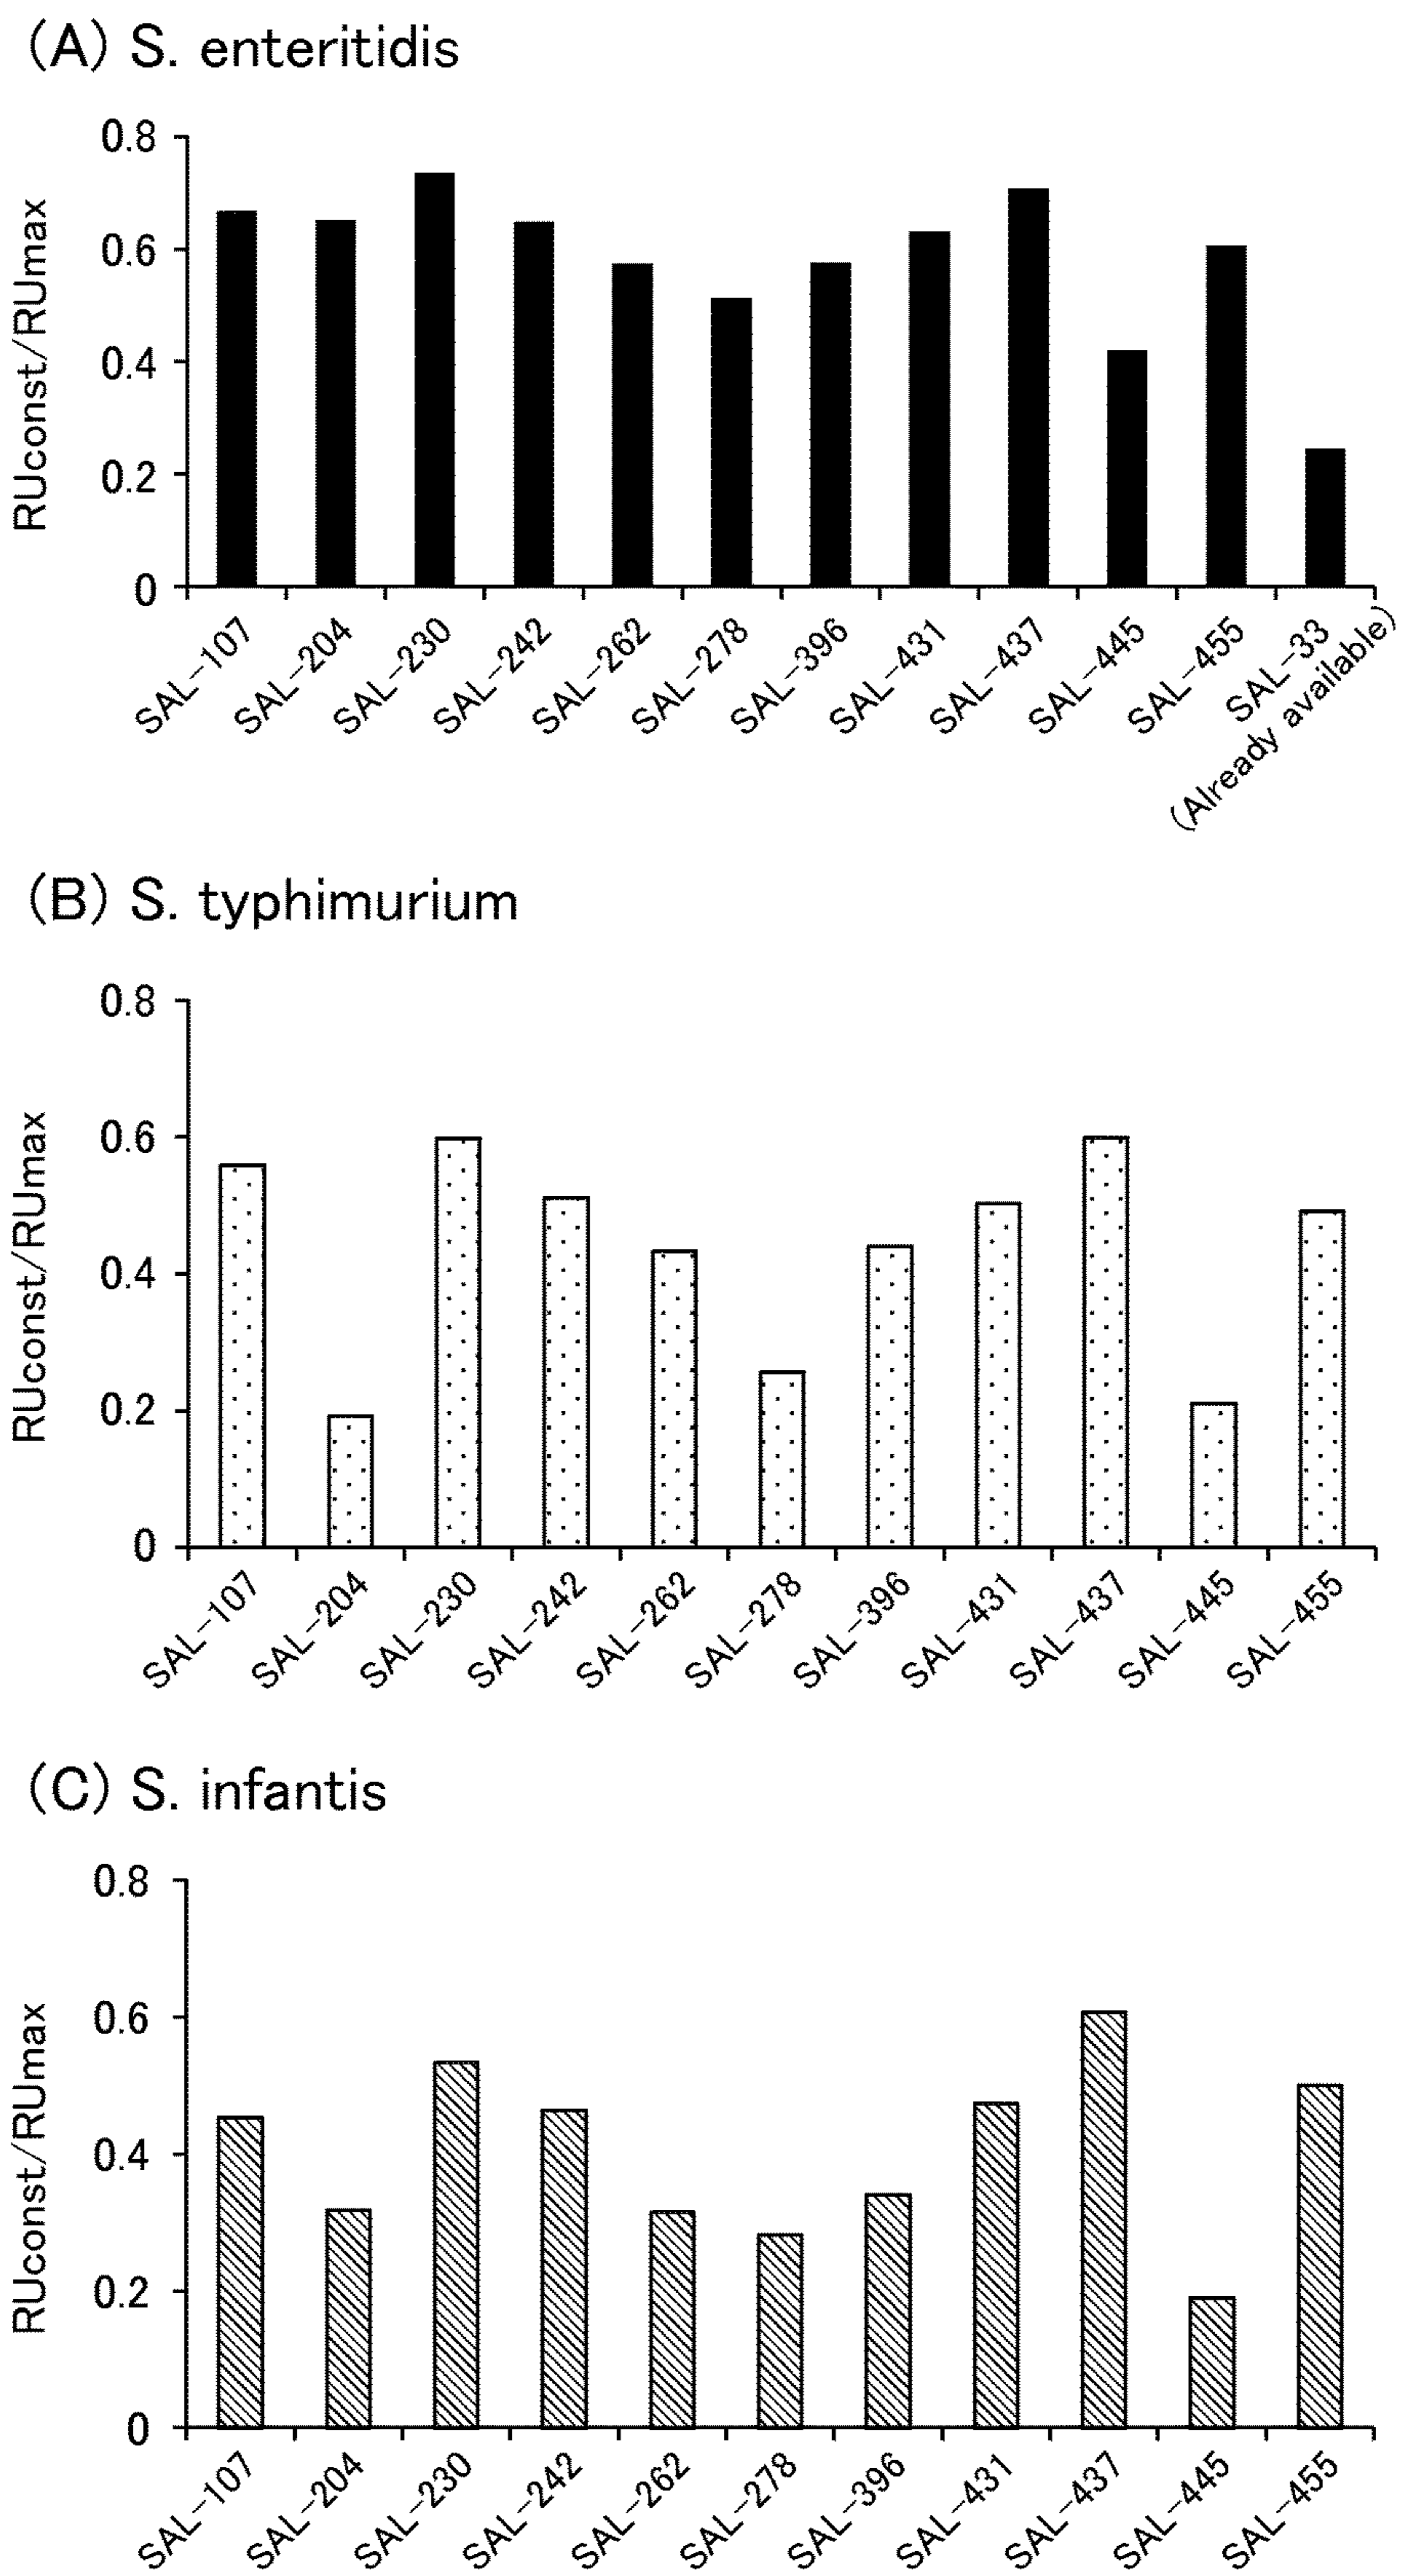 (A) S. enteritidis
RUconst/RUmax
0.8
0.6
0.4
0.2
0
SAL-107
SAL-204
SAL-230
SAL-242
SAL-262
SAL-278
SAL-396
SAL-431
SAL-437
SAL-445
SAL-455
SAL-33
(Already available)
(B) S. typhimurium
RUconst/RUmax
0.8
0.6
0.4
0.2
0
SAL-107
SAL-204
SAL-230
SAL-242
SAL-262
SAL-278
SAL-396
SAL-431
SAL-437
SAL-445
SAL-455
(C) S. infantis
RUconst/RUmax
0.8
0.6
0.4
0.2
0
SAL-107
SAL-204
SAL-230
SAL-242
SAL-262
SAL-278
SAL-396
SAL-431
SAL-437
SAL-445
SAL-455